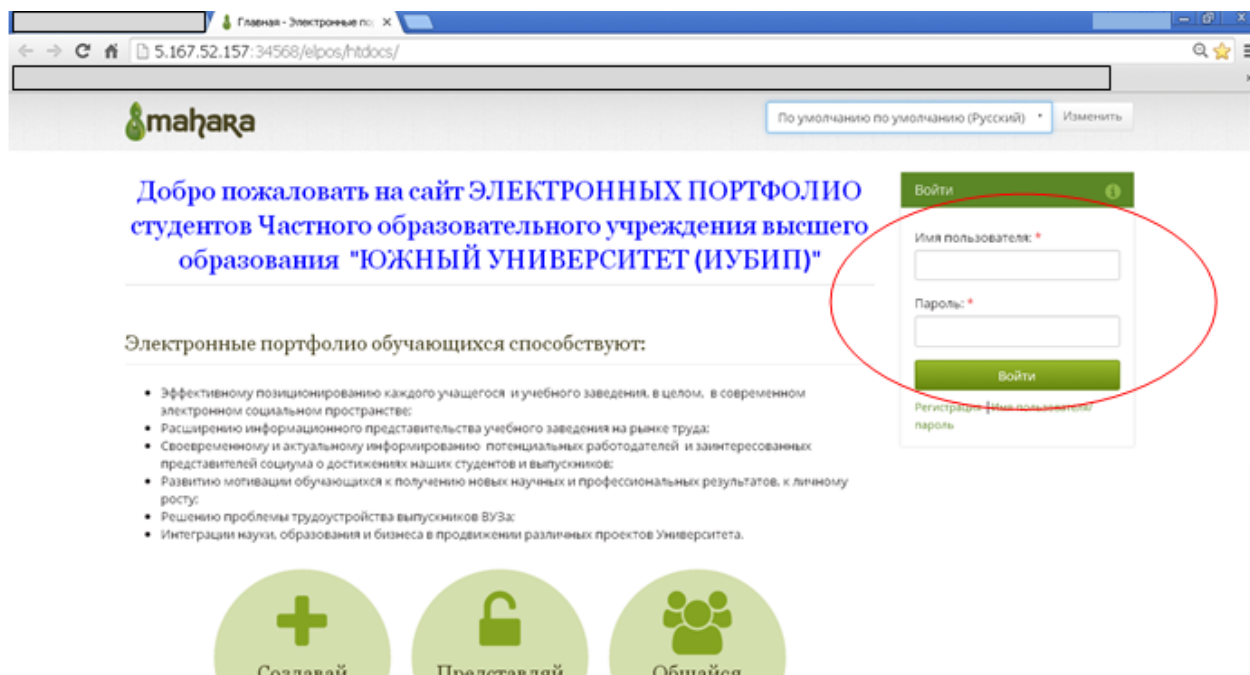 Главная - Электронные по
5.167.52.157:34568/elpos/htdocs/
mahara
По умолчанию по умолчанию (Русский)
Изменить
Добро пожаловать на сайт ЭЛЕКТРОННЫХ ПОРТФОЛИО
студентов Частного образовательного учреждения высшего
образования "ЮЖНЫЙ УНИВЕРСИТЕТ (ИУБИП)"
Войти
Имя пользователя: *
Пароль: *
Войти
Регистрация | Имя пользователя/
пароль
Электронные портфолио обучающихся способствуют:
Эффективному позиционированию каждого учащегося и учебного заведения, в целом, в современном
электронном социальном пространстве;
Расширению информационного представительства учебного заведения на рынке труда;
Своевременному и актуальному информированию потенциальных работодателей и заинтересованных
представителей социума о достижениях наших студентов и выпускников;
Развитию мотивации обучающихся к получению новых научных и профессиональных результатов, к личному
росту;
Решению проблемы трудоустройства выпускников ВУЗа;
Интеграции науки, образования и бизнеса в продвижении различных проектов Университета.
Создавай
Представляй
Общайся